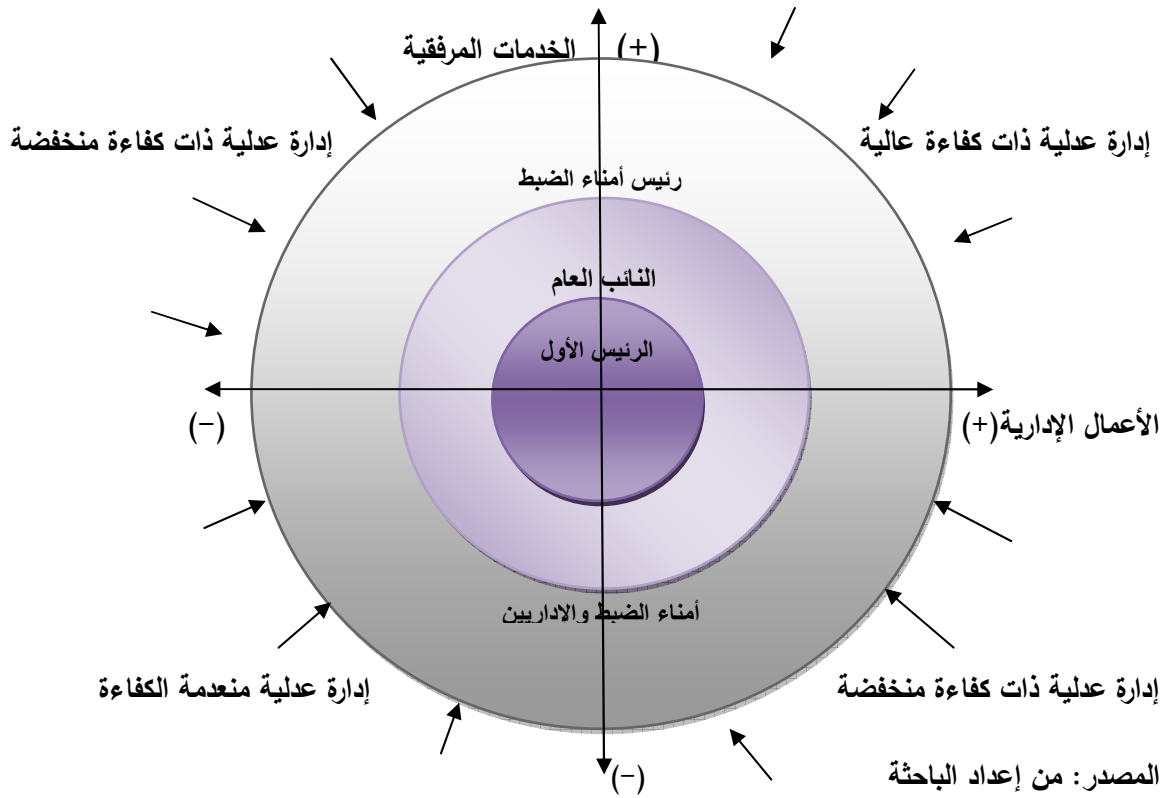 الخدمات المرفقية (+)
إدارة عدلية ذات كفاءة عالية
إدارة عدلية ذات كفاءة منخفضة
رئيس أمناء الضبط
النائب العام
الرئيس الأول
الأعمال الإدارية (+)
(-)
أمناء الضبط والإداريين
إدارة عدلية ذات كفاءة منخفضة
إدارة عدلية منعدمة الكفاءة
(-)
المصدر: من إعداد الباحثة